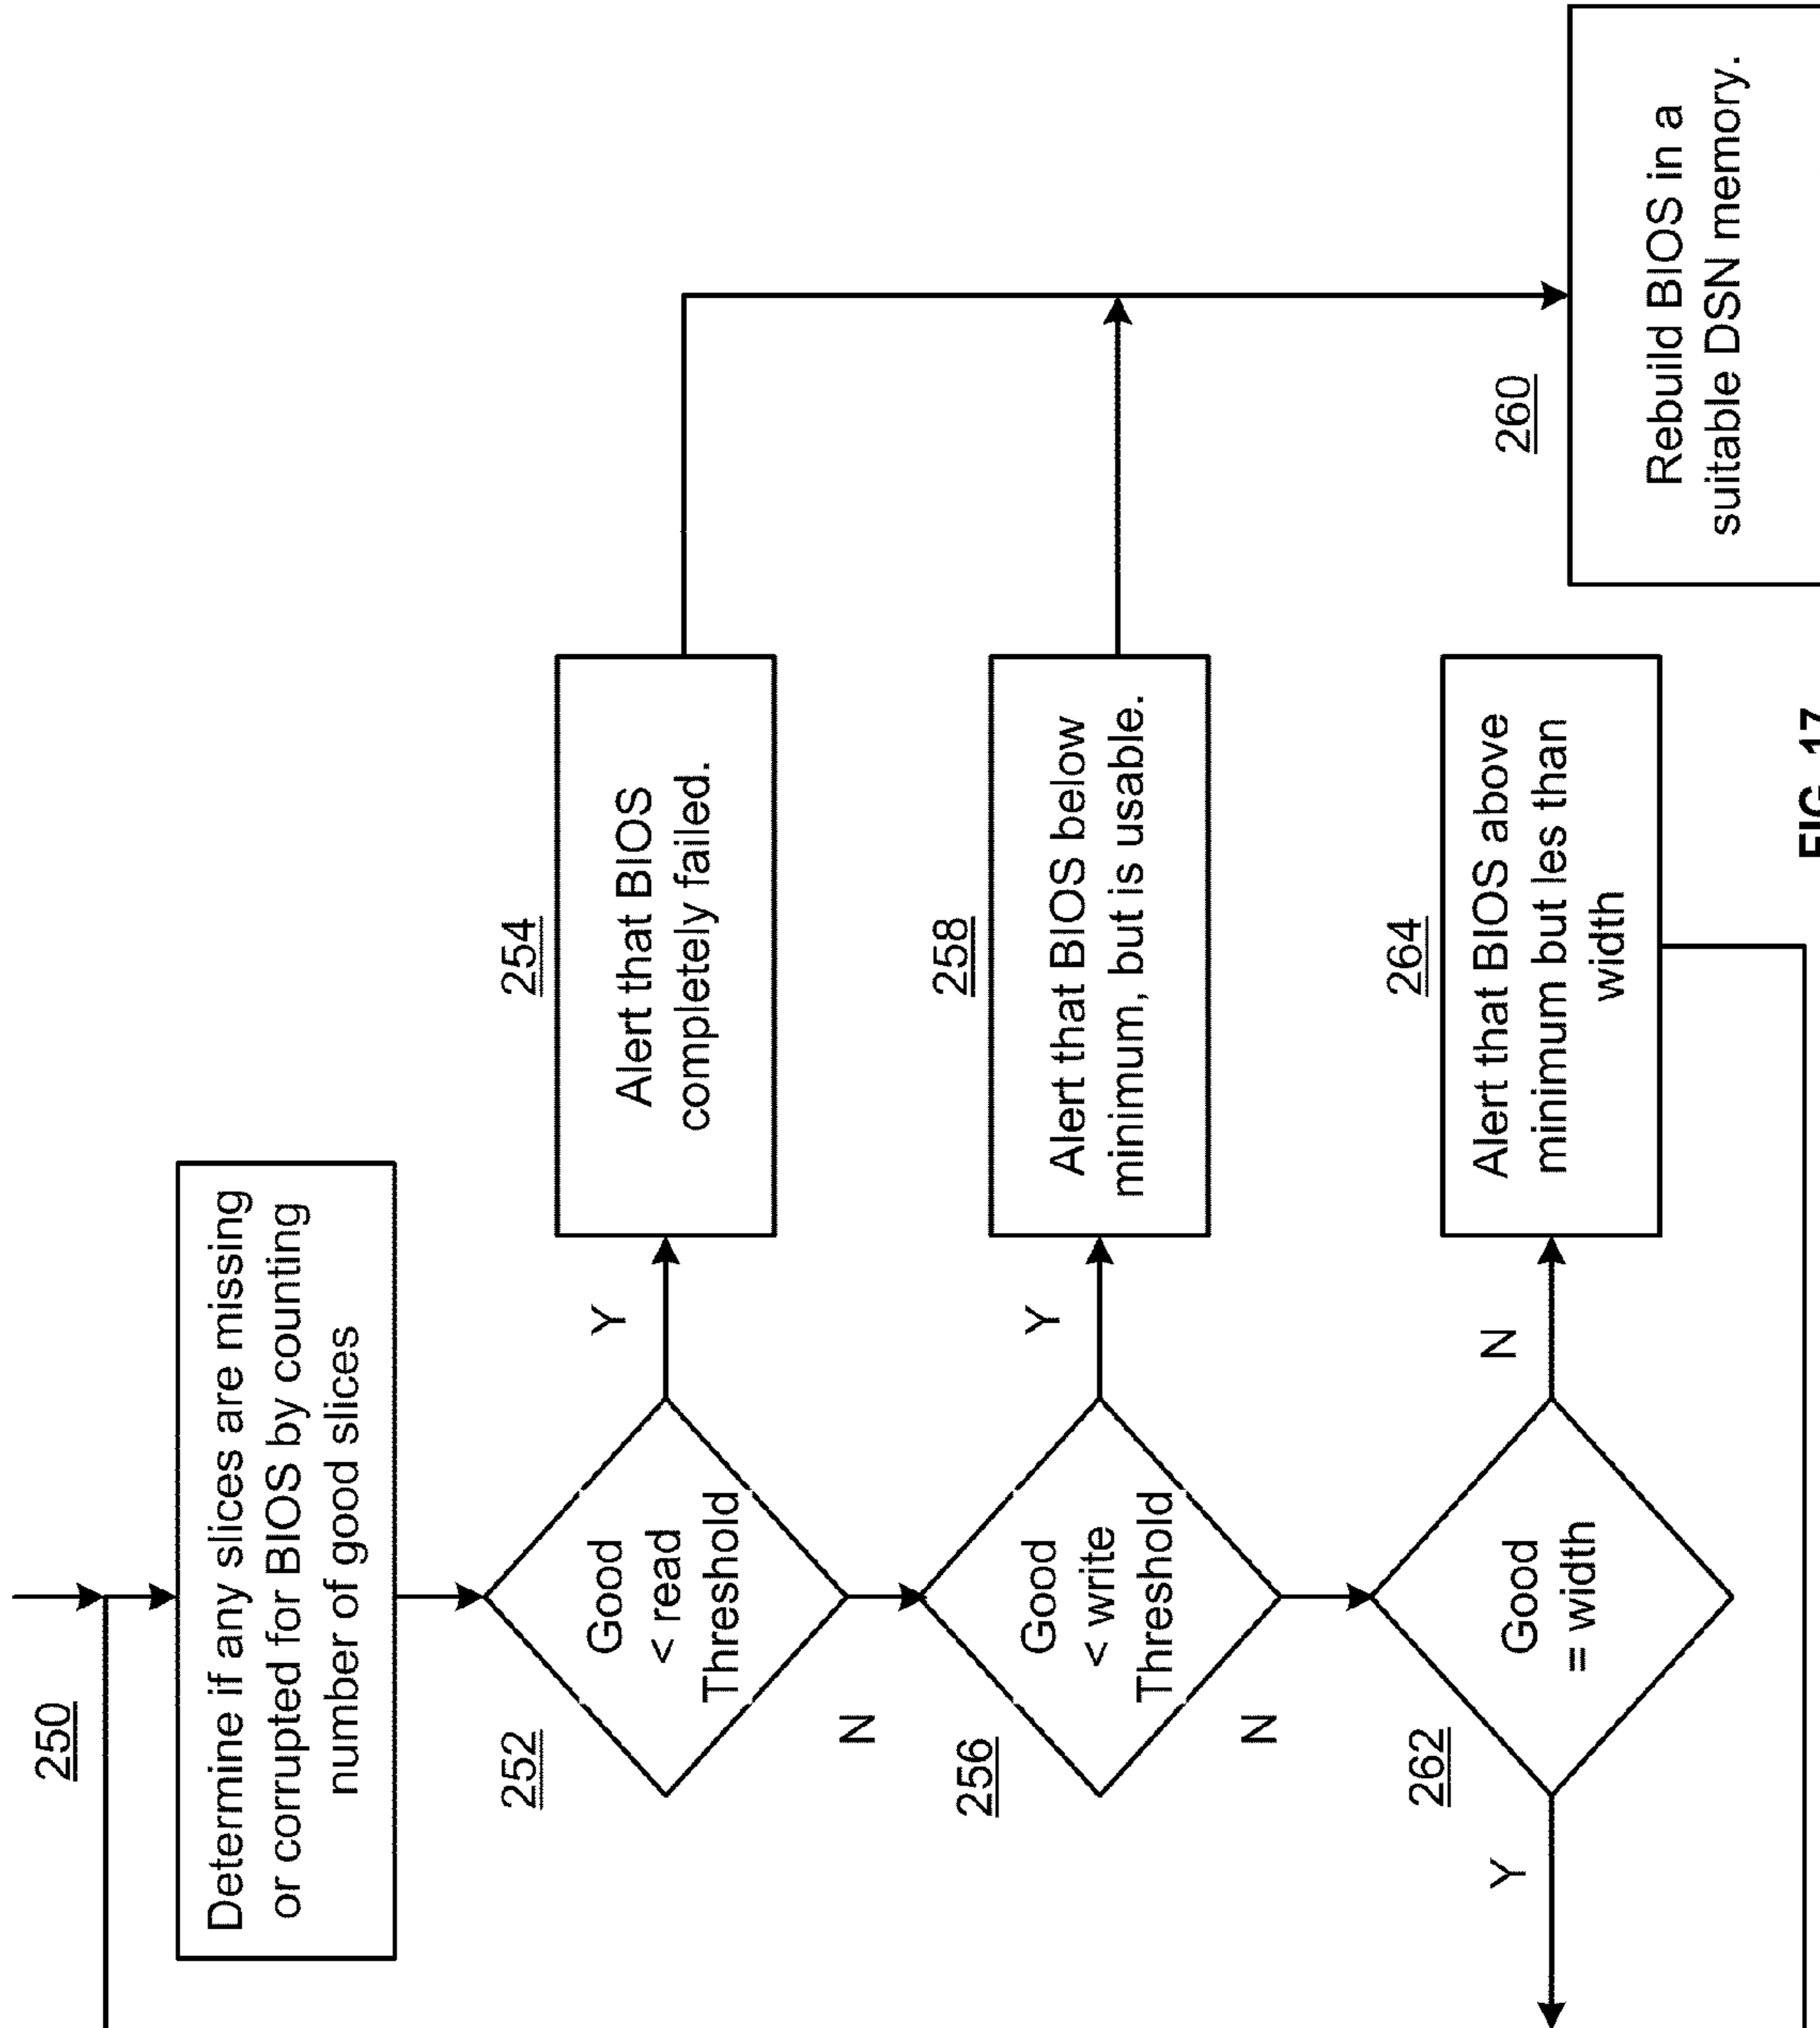 250
Determine if any slices are missing
or corrupted for BIOS by counting
number of good slices
252
Good
< read
Threshold
Y
N
254
Alert that BIOS
completely failed.
256
Good
< write
Threshold
Y
N
258
Alert that BIOS below
minimum, but is usable.
260
Rebuild BIOS in a
suitable DSN memory.
262
Good
= width
Y
N
264
Alert that BIOS above
minimum but less than
width
FIG. 17